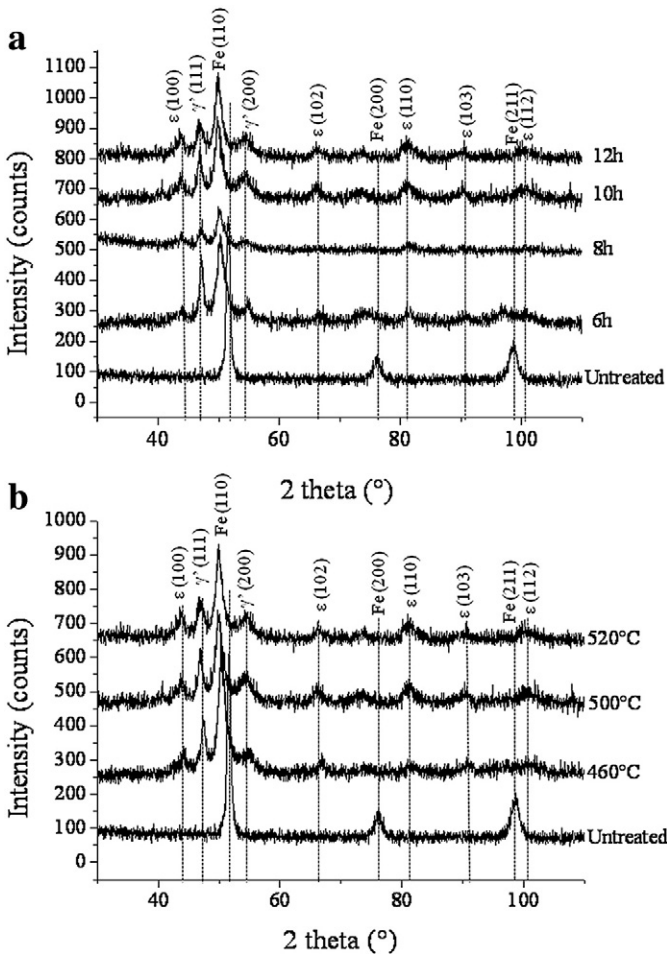 a
ε (100)
γ' (111)
Fe (110)
γ' (200)
ε (102)
Fe (200)
ε (110)
ε (103)
Fe (211)
ε (112)
1100
1000
900
800
700
600
500
400
300
200
100
0
Intensity (counts)
12h
10h
8h
6h
Untreated
40
60
80
100
2 theta (°)
b
ε (100)
γ' (111)
Fe (110)
γ' (200)
ε (102)
Fe (200)
ε (110)
ε (103)
Fe (211)
ε (112)
1000
900
800
700
600
500
400
300
200
100
0
Intensity (counts)
520°C
500°C
460°C
Untreated
40
60
80
100
2 theta (°)